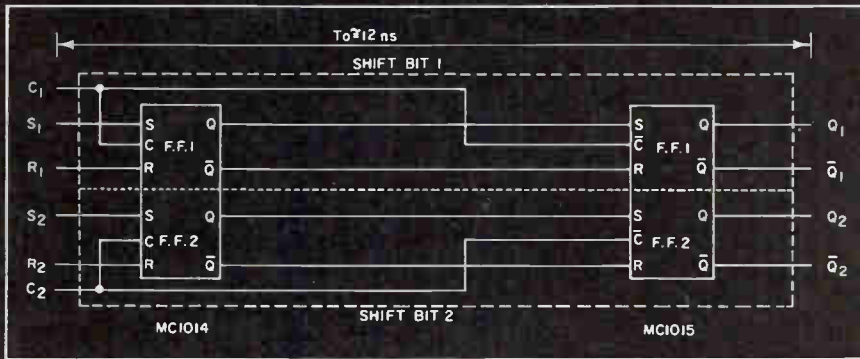 To≈12 ns
SHIFT BIT 1
C1
S1 S Q S Q Q1
C F.F.1 C̅ F.F.1
R1 R Q̅ R Q̅ Q̅1
S2 S Q S Q Q2
C F.F.2 C̅ F.F.2
R2 R Q̅ R Q̅ Q̅2
C2
SHIFT BIT 2
MC1014 MC1015